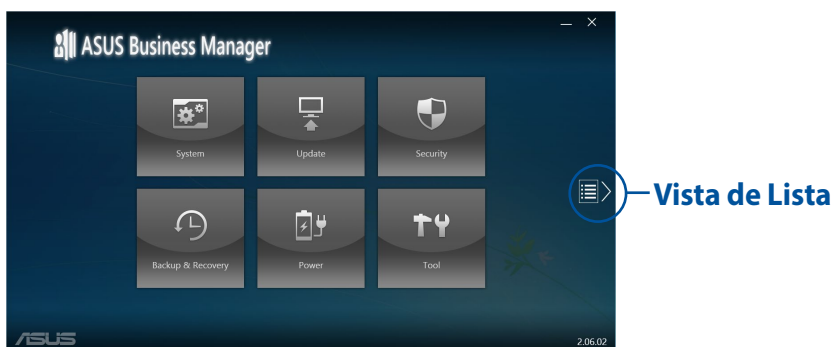 ASUS Business Manager
System
Update
Security
Vista de Lista
Backup & Recovery
Power
Tool
ASUS
2.06.02